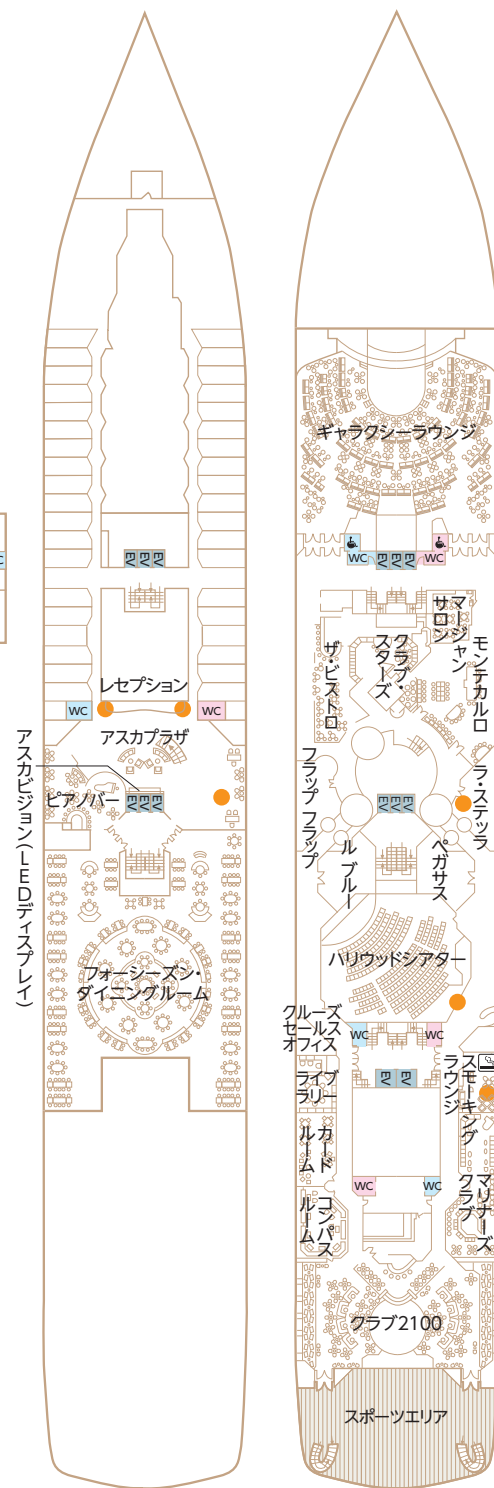 EV EV EV
レセプション
WC
WC
アスカプラザ
アスカビジョン(LEDディスプレイ)
ピアノバー
EV EV EV
フォーシーズン・
ダイニングルーム
ギャラクシーラウンジ
WC
EV EV EV
WC
マージャン
サロン
クラブ・
スターズ
ザ・ビストロ
モンテカルロ
フラップ フラップ
EV EV EV
ラ・ステッラ
ル ブルー
ペガサス
ハリウッドシアター
クルーズ
セールス
オフィス
WC
WC
EV EV
ライブ
ラリー
スモーキング
ラウンジ
カード
ルーム
WC
WC
マリナーズ
クラブ
コンパス
ルーム
クラブ2100
スポーツエリア